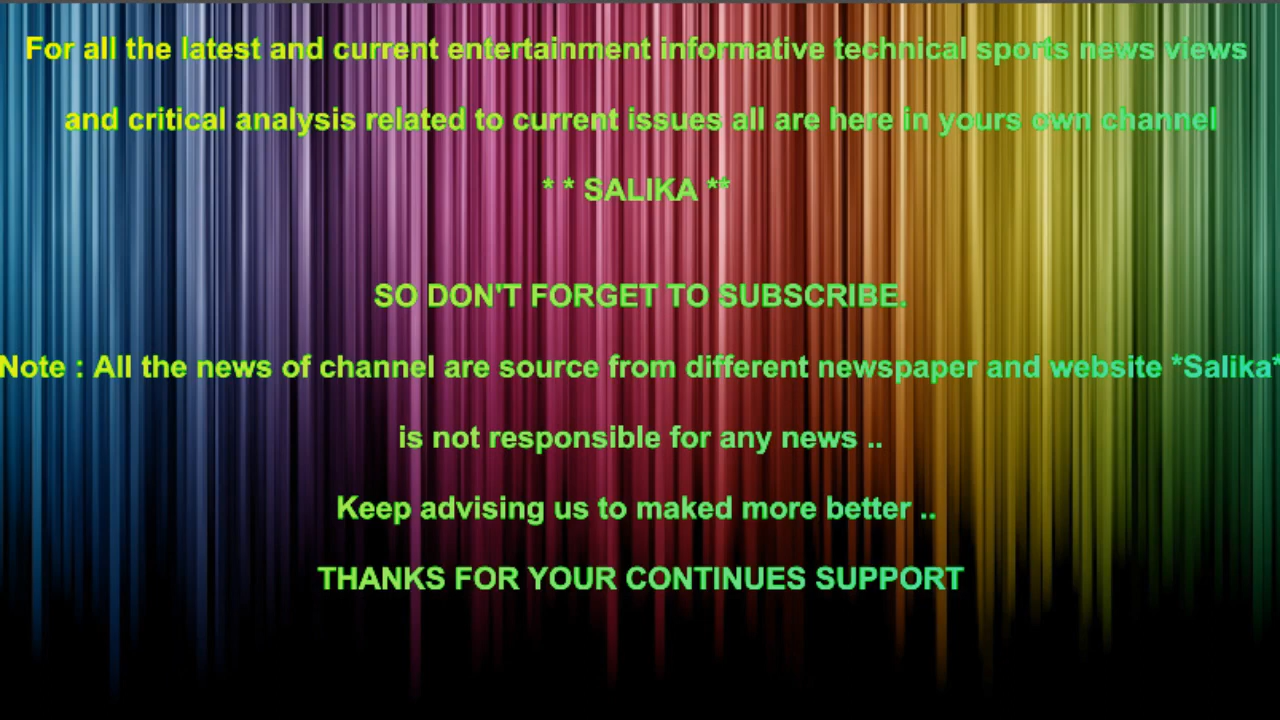 For all the latest and current entertainment informative technical sports news views
and critical analysis related to current issues all are here in yours own channel
* * SALIKA **
SO DON'T FORGET TO SUBSCRIBE.
Note : All the news of channel are source from different newspaper and website *Salika*
is not responsible for any news ..
Keep advising us to maked more better ..
THANKS FOR YOUR CONTINUES SUPPORT